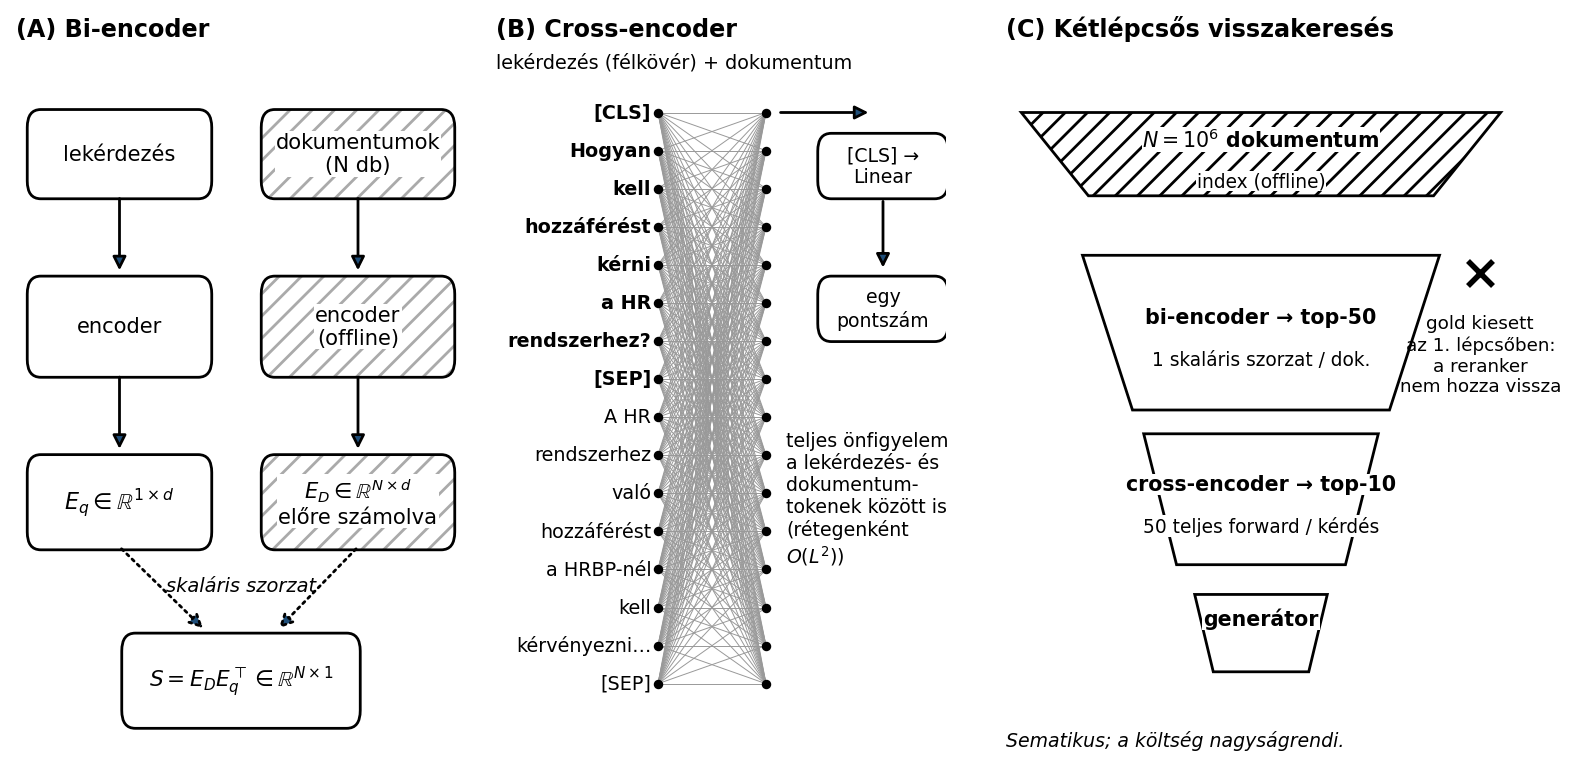 (A) Bi-encoder
lekérdezés
dokumentumok
(N db)
encoder
encoder
(offline)
E_q ∈ ℝ^{1×d}
E_D ∈ ℝ^{N×d}
előre számolva
skaláris szorzat
S = E_D E_q^⊤ ∈ ℝ^{N×1}
(B) Cross-encoder
lekérdezés (félkövér) + dokumentum
[CLS]
Hogyan
kell
hozzáférést
kérni
a HR
rendszerhez?
[SEP]
A HR
rendszerhez
való
hozzáférést
a HRBP-nél
kell
kérvényezni…
[SEP]
[CLS] →
Linear
egy
pontszám
teljes önfigyelem
a lekérdezés- és
dokumentum-
tokenek között is
(rétegenként
O(L²))
(C) Kétlépcsős visszakeresés
N = 10⁶ dokumentum
index (offline)
bi-encoder → top-50
1 skaláris szorzat / dok.
×
gold kiesett
az 1. lépcsőben:
a reranker
nem hozza vissza
cross-encoder → top-10
50 teljes forward / kérdés
generátor
Sematikus; a költség nagyságrendi.